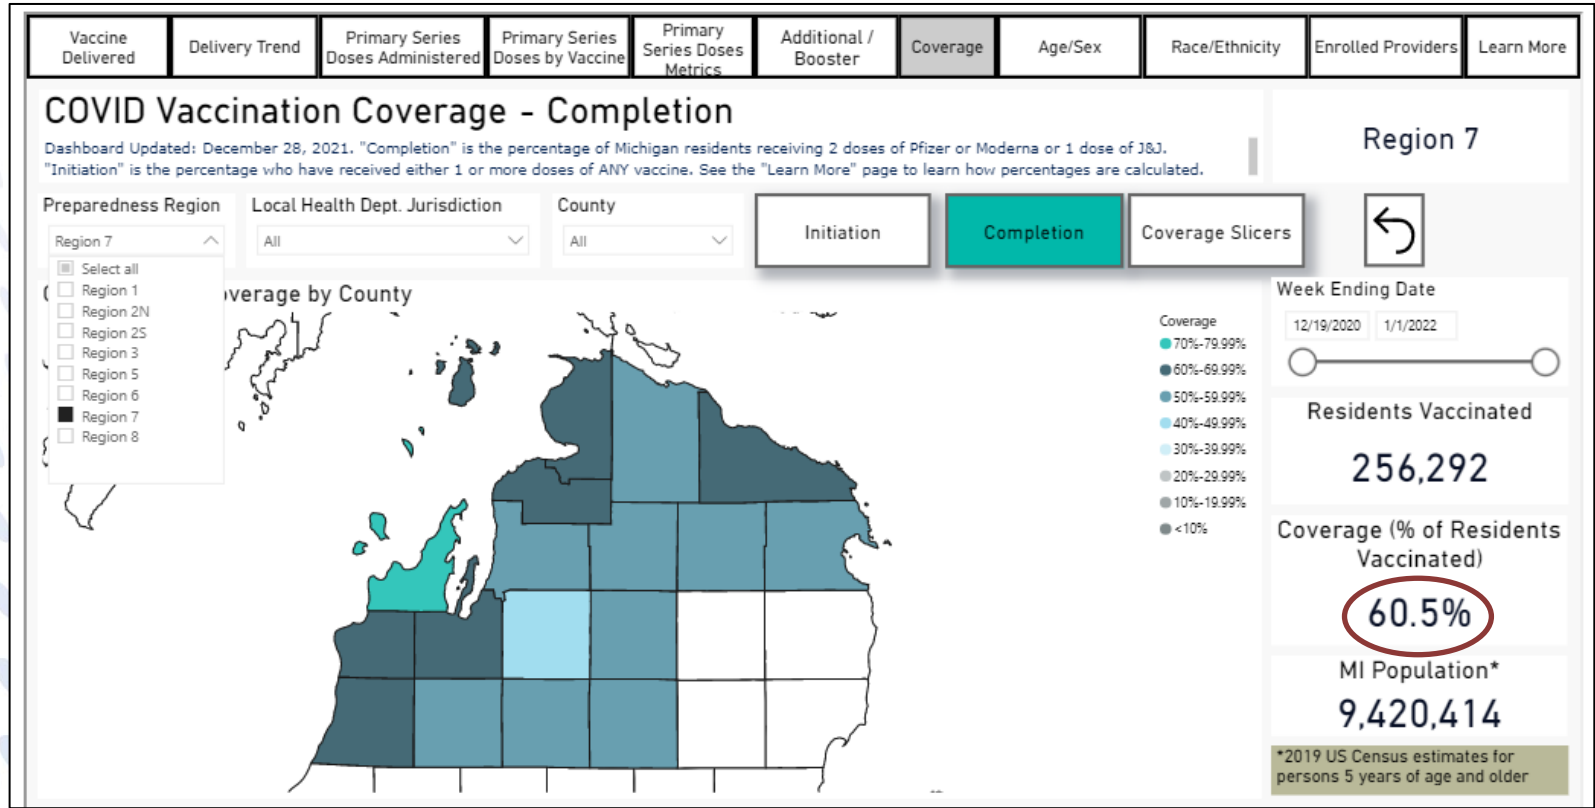 Vaccine
Delivered
Delivery Trend
Primary Series
Doses Administered
Primary Series
Doses by Vaccine
Primary
Series Doses
Metrics
Additional /
Booster
Coverage
Age/Sex
Race/Ethnicity
Enrolled Providers
Learn More
COVID Vaccination Coverage - Completion
Dashboard Updated: December 28, 2021. "Completion" is the percentage of Michigan residents receiving 2 doses of Pfizer or Moderna or 1 dose of J&J.
"Initiation" is the percentage who have received either 1 or more doses of ANY vaccine. See the "Learn More" page to learn how percentages are calculated.
Region 7
Preparedness Region
Local Health Dept. Jurisdiction
County
Region 7
All
All
Initiation
Completion
Coverage Slicers
Select all
Region 1
Region 2N
Region 2S
Region 3
Region 5
Region 6
Region 7
Region 8
overage by County
Coverage
70%-79.99%
60%-69.99%
50%-59.99%
40%-49.99%
30%-39.99%
20%-29.99%
10%-19.99%
<10%
Week Ending Date
12/19/2020
1/1/2022
Residents Vaccinated
256,292
Coverage (% of Residents
Vaccinated)
60.5%
MI Population*
9,420,414
*2019 US Census estimates for
persons 5 years of age and older